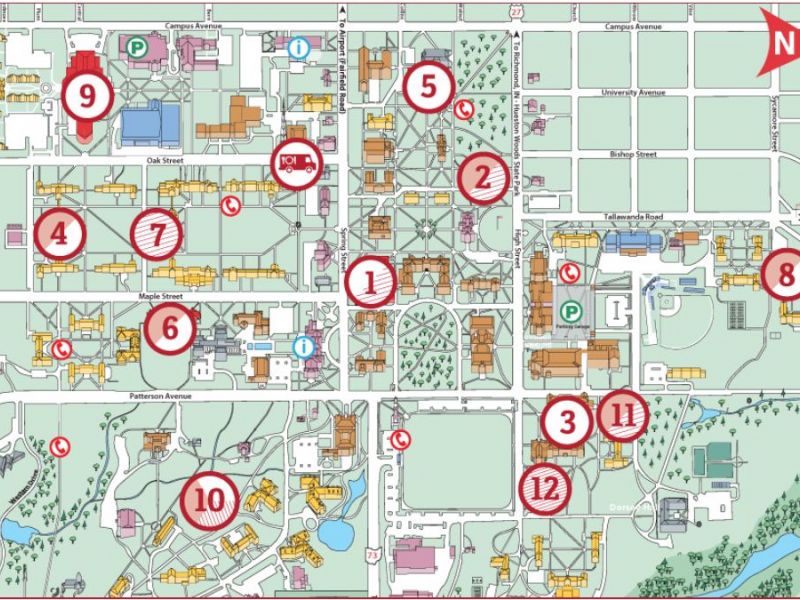 27
Campus Avenue
Campus Avenue
N
P
i
To Airport (Fairfield Road)
To Richmond, IN - Hueston Woods State Park
9
5
University Avenue
Sycamore Street
Oak Street
Bishop Street
2
Tallawanda Road
4
7
Spring Street
High Street
1
8
Maple Street
P
Parking Garage
6
i
Patterson Avenue
3
11
12
10
Western Drive
73